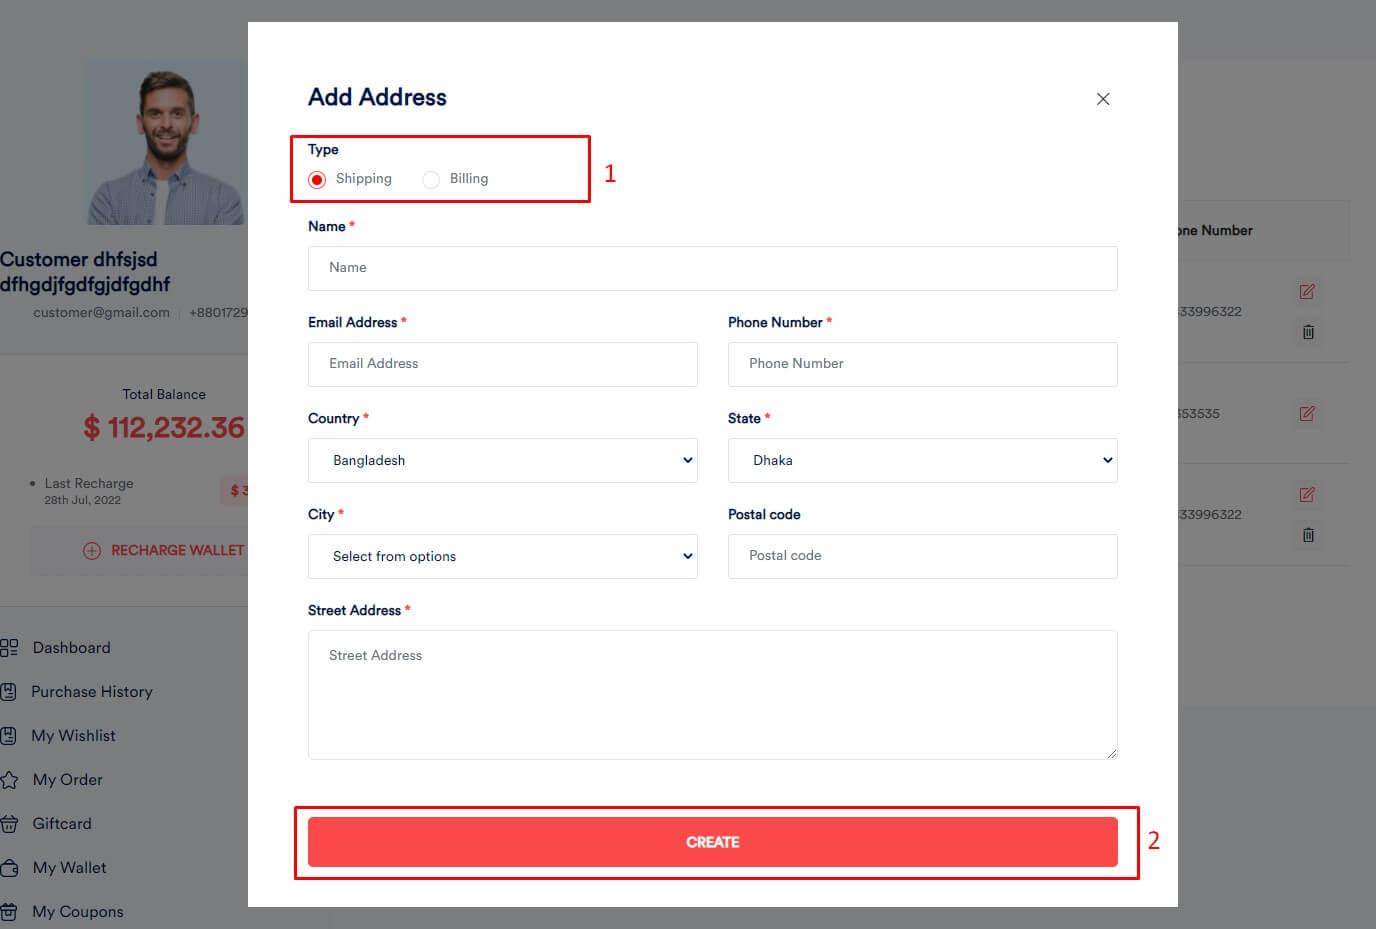 Customer dhfsjsd
dfhgdjfgdfgjdfgdhf
customer@gmail.com +8801729
Total Balance
$ 112,232.36
Last Recharge
28th Jul, 2022
$ 3
RECHARGE WALLET
Dashboard
Purchase History
My Wishlist
My Order
Giftcard
My Wallet
My Coupons
Add Address
Type
Shipping Billing
1
Name *
Name
Email Address * Phone Number *
Email Address Phone Number
Country * State *
Bangladesh Dhaka
City * Postal code
Select from options Postal code
Street Address *
Street Address
CREATE
2
one Number
33996322
353535
33996322